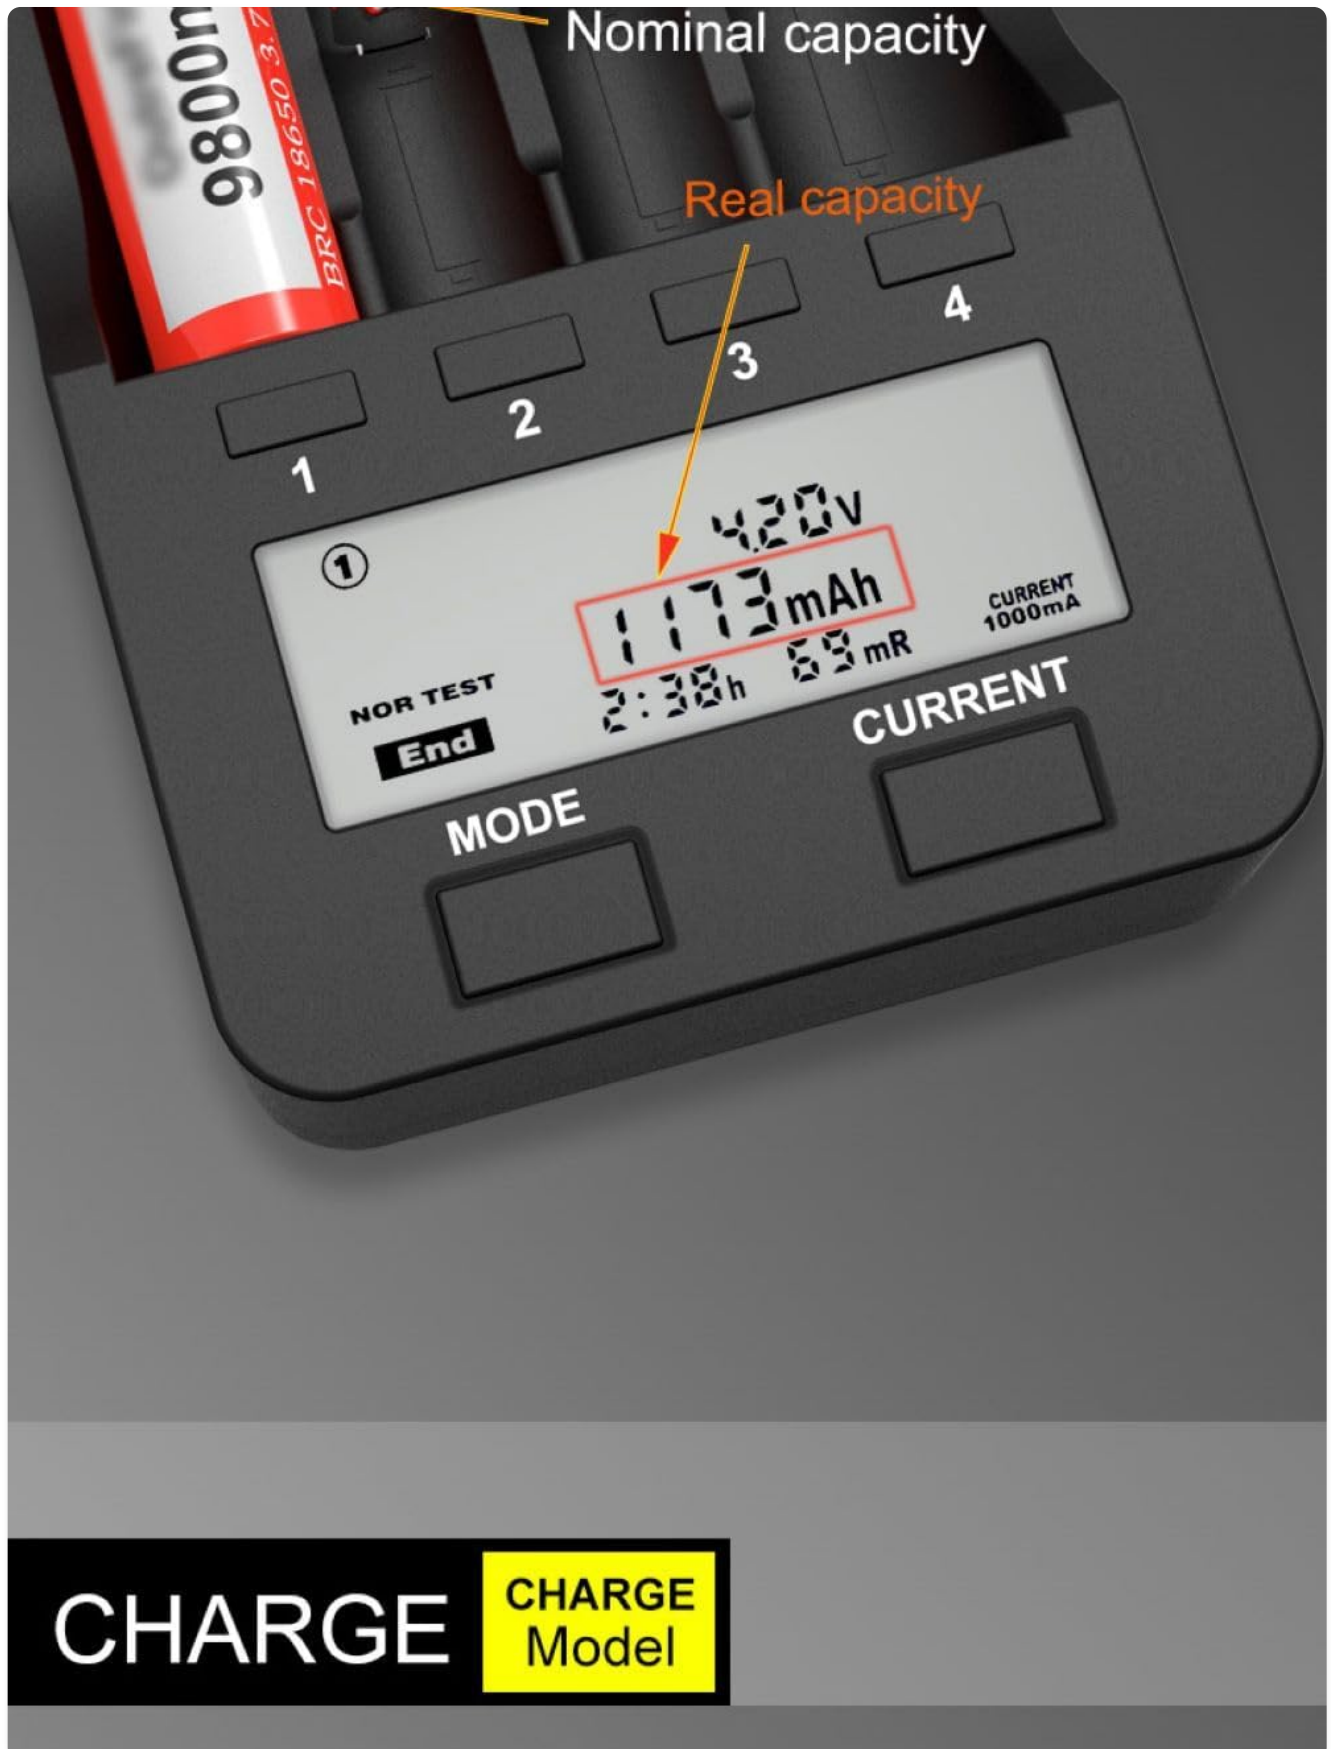 Nominal capacity
9800m
BRC 18650 3.7
Real capacity
1
2
3
4
1
4.20V
1173mAh
2:38h
69mR
CURRENT
1000mA
NOR TEST
End
MODE
CURRENT
CHARGE
CHARGE
Model